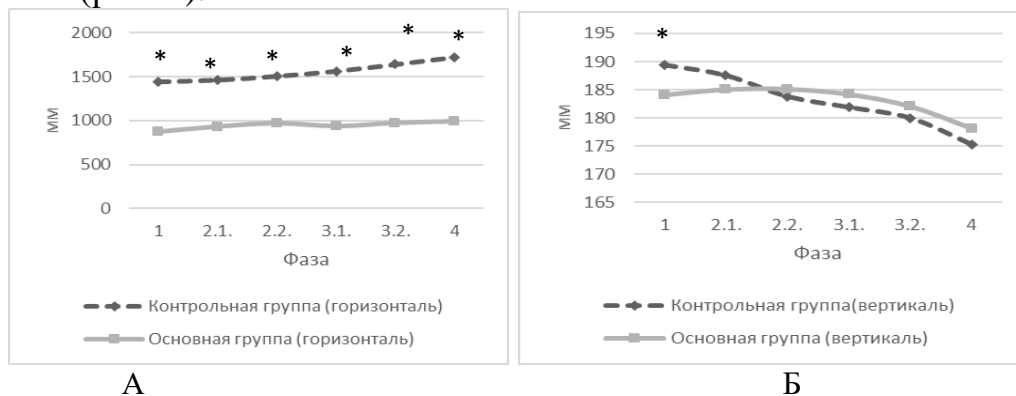 2000
1500
1000
500
0
мм
* * * * * *
1 2.1. 2.2. 3.1. 3.2. 4
Фаза
Контрольная группа (горизонталь)
Основная группа (горизонталь)
А
195
190
185
180
175
170
165
мм
*
1 2.1. 2.2. 3.1. 3.2. 4
Фаза
Контрольная группа(вертикаль)
Основная группа (вертикаль)
Б